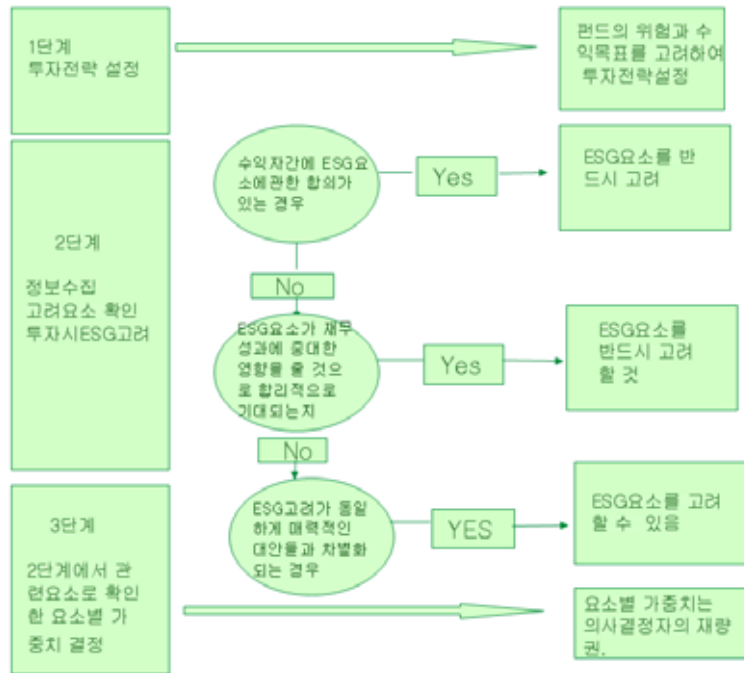 1단계
투자전략 설정
펀드의 위험과 수
익목표를 고려하여
투자전략설정
수익자간에 ESG요
소에관한 합의가
있는 경우
Yes
ESG요소를 반
드시 고려
2단계
정보수집
고려요소 확인
투자시ESG고려
No
ESG요소가 재무
성과에 중대한
영향을 줄 것으
로 합리적으로
기대되는지
Yes
ESG요소를
반드시 고려
할 것
No
ESG고려가 동일
하게 매력적인
대안들과 차별화
되는 경우
YES
ESG요소를 고려
할 수 있음
3단계
2단계에서 관
련요소로 확인
한 요소별 가
중치 결정
요소별 가중치는
의사결정자의 재량
권.